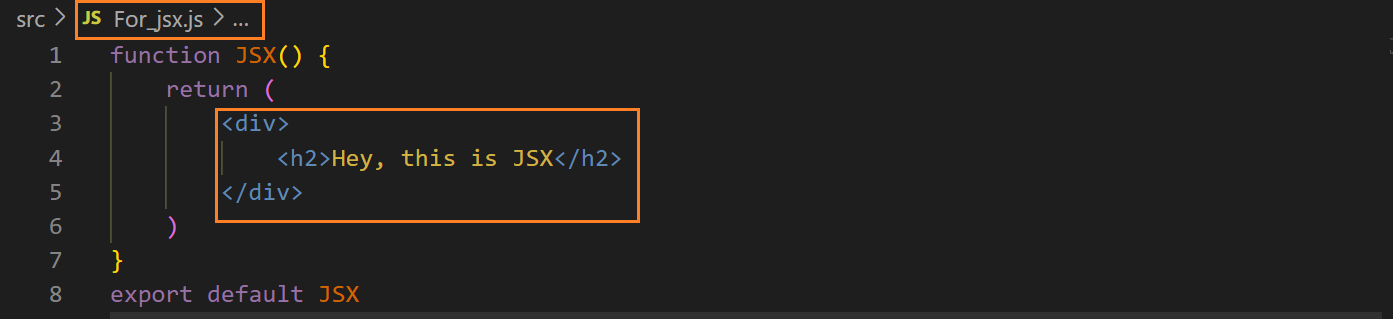 src > JS For_jsx.js > ...
1 function JSX() {
2     return (
3         <div>
4             <h2>Hey, this is JSX</h2>
5         </div>
6     )
7 }
8 export default JSX